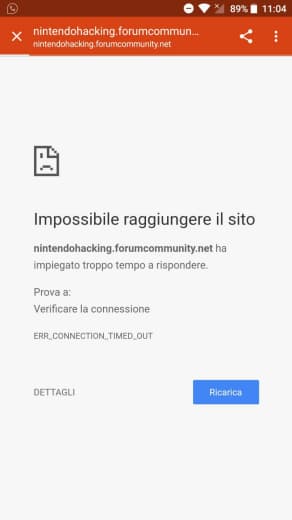 89% 11:04
nintendohacking.forumcommun...
nintendohacking.forumcommunity.net
Impossibile raggiungere il sito
nintendohacking.forumcommunity.net ha
impiegato troppo tempo a rispondere.
Prova a:
Verificare la connessione
ERR_CONNECTION_TIMED_OUT
DETTAGLI
Ricarica